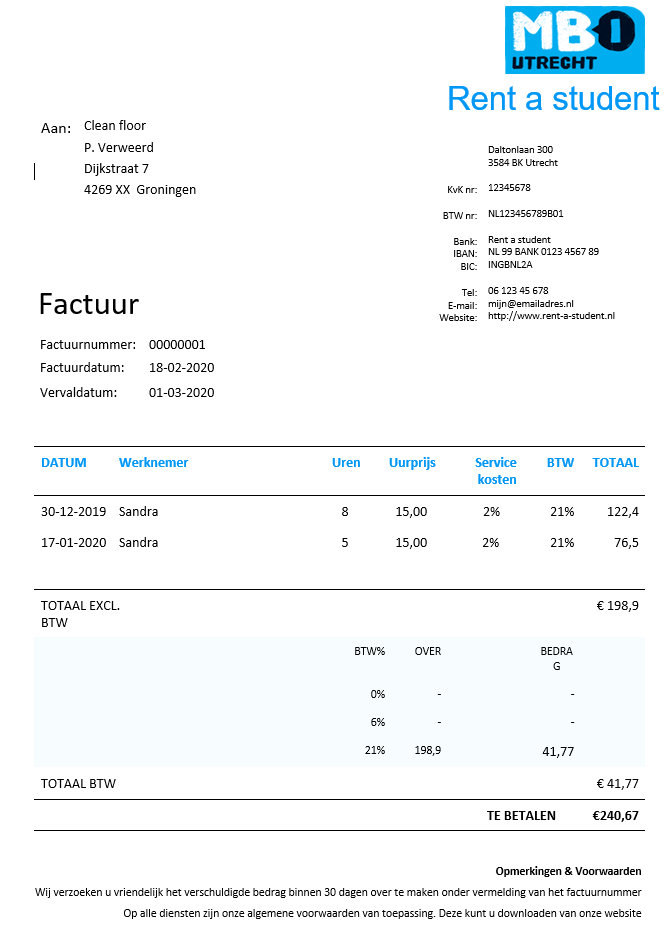 MBO
UTRECHT
Rent a student
Aan: Clean floor
P. Verweerd
Dijkstraat 7
4269 XX Groningen
Daltonlaan 300
3584 BK Utrecht
KvK nr: 12345678
BTW nr: NL123456789B01
Bank: Rent a student
IBAN: NL 99 BANK 0123 4567 89
BIC: INGBNL2A
Tel: 06 123 45 678
E-mail: mijn@emailadres.nl
Website: http://www.rent-a-student.nl
Factuur
Factuurnummer: 00000001
Factuurdatum: 18-02-2020
Vervaldatum: 01-03-2020
DATUM Werknemer Uren Uurprijs Service BTW TOTAAL
kosten
30-12-2019 Sandra 8 15,00 2% 21% 122,4
17-01-2020 Sandra 5 15,00 2% 21% 76,5
TOTAAL EXCL. € 198,9
BTW
BTW% OVER BEDRA
G
0% - -
6% - -
21% 198,9 41,77
TOTAAL BTW € 41,77
TE BETALEN €240,67
Opmerkingen & Voorwaarden
Wij verzoeken u vriendelijk het verschuldigde bedrag binnen 30 dagen over te maken onder vermelding van het factuurnummer
Op alle diensten zijn onze algemene voorwaarden van toepassing. Deze kunt u downloaden van onze website